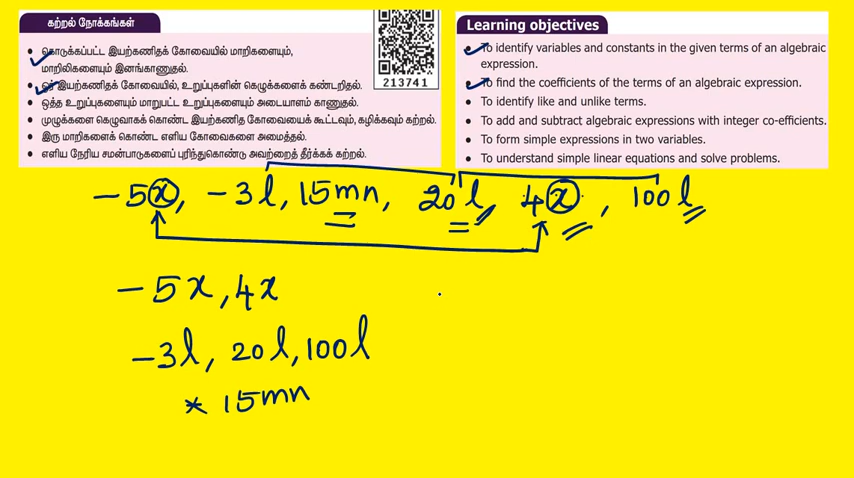 கற்றல் நோக்கங்கள்
• கொடுக்கப்பட்ட இயற்கணிதக் கோவையில் மாறிகளையும்,
மாறிலிகளையும் இனங்காணுதல்.
• ஓர் இயற்கணிதக் கோவையில், உறுப்புகளின் கெழுக்களைக் கண்டறிதல்.
• ஒத்த உறுப்புகளையும் மாறுபட்ட உறுப்புகளையும் அடையாளம் காணுதல்.
• முழுக்களை கெழுவாகக் கொண்ட இயற்கணித கோவையைக் கூட்டவும், கழிக்கவும் கற்றல்.
• இரு மாறிகளைக் கொண்ட எளிய கோவைகளை அமைத்தல்.
• எளிய நேரிய சமன்பாடுகளைப் புரிந்துகொண்டு அவற்றைத் தீர்க்கக் கற்றல்.
213741
Learning objectives
• To identify variables and constants in the given terms of an algebraic
expression.
• To find the coefficients of the terms of an algebraic expression.
• To identify like and unlike terms.
• To add and subtract algebraic expressions with integer co-efficients.
• To form simple expressions in two variables.
• To understand simple linear equations and solve problems.
-5x, -3l, 15mn, 20l, 4x, 100l
-5x, 4x
-3l, 20l, 100l
* 15mn